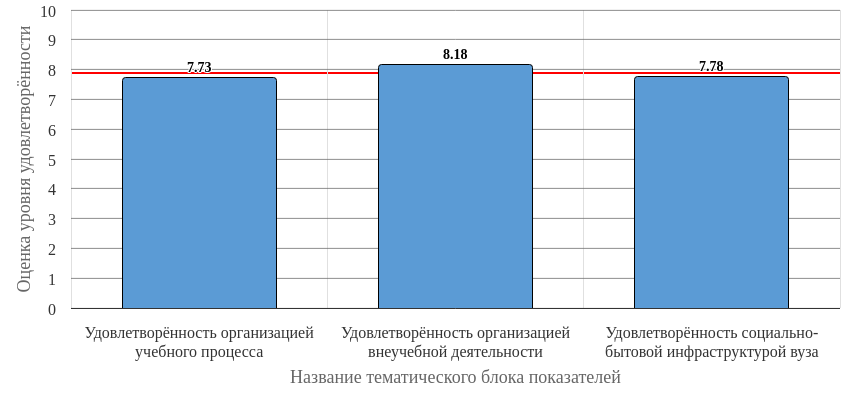 Оценка уровня удовлетворённости
10
9
8
7
6
5
4
3
2
1
0
7.73
8.18
7.78
Удовлетворённость организацией
учебного процесса
Удовлетворённость организацией
внеучебной деятельности
Удовлетворённость социально-
бытовой инфраструктурой вуза
Название тематического блока показателей